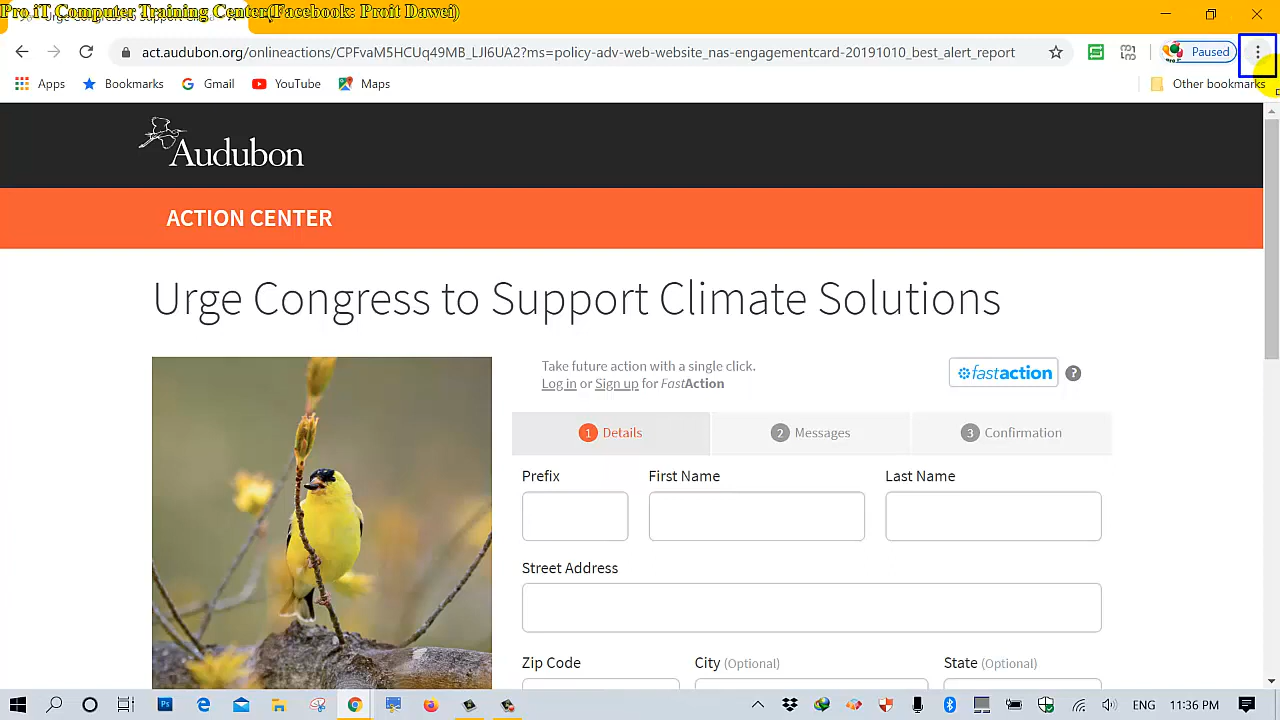 Pro iT Computer Training Center(Facebook: Proit Dawei)
act.audubon.org/onlineactions/CPFvaM5HCUq49MB_LJl6UA2?ms=policy-adv-web-website_nas-engagementcard-20191010_best_alert_report
Paused
Apps Bookmarks Gmail YouTube Maps Other bookmarks
Audubon
ACTION CENTER
Urge Congress to Support Climate Solutions
Take future action with a single click.
Log in or Sign up for FastAction
fastaction ?
1 Details 2 Messages 3 Confirmation
Prefix First Name Last Name
Street Address
Zip Code City (Optional) State (Optional)
ENG 11:36 PM